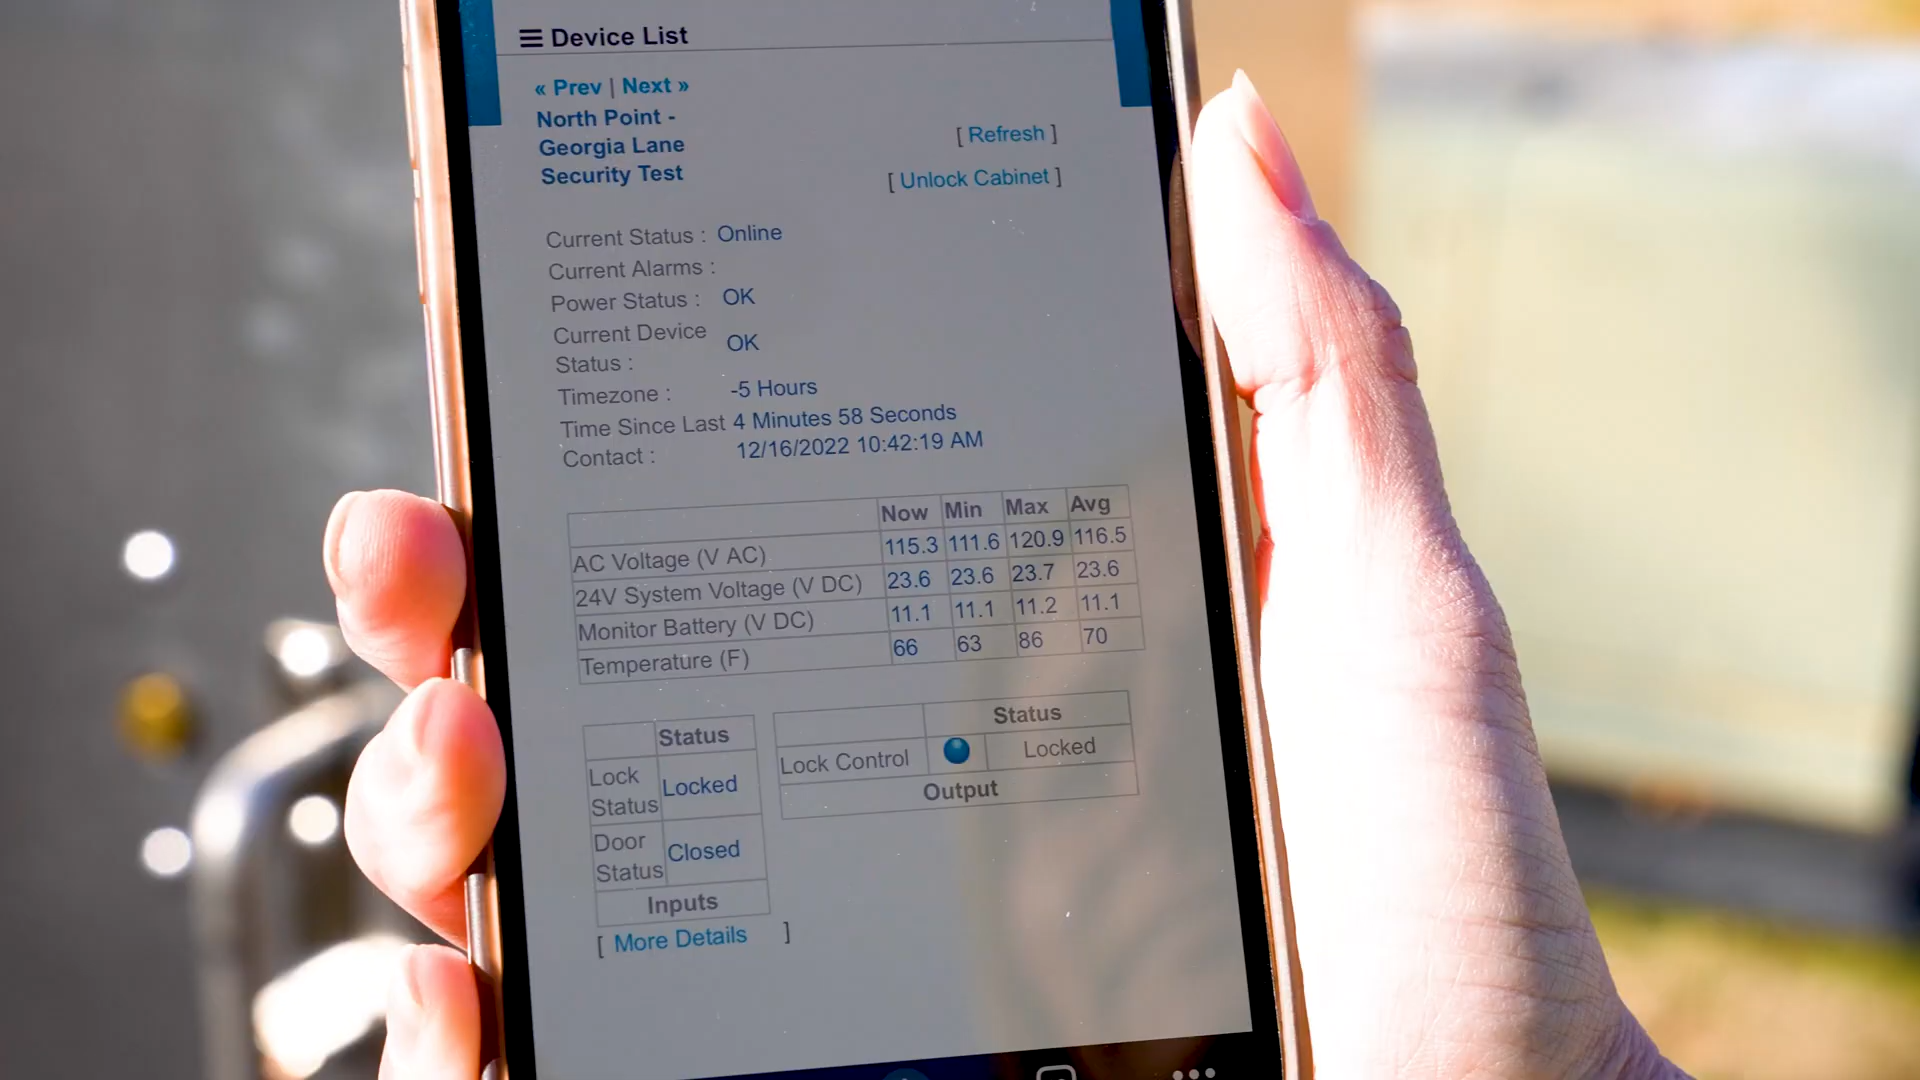 ☰ Device List
« Prev | Next »
North Point -
Georgia Lane
Security Test
[ Refresh ]
[ Unlock Cabinet ]
Current Status : Online
Current Alarms :
Power Status : OK
Current Device
Status : OK
Timezone : -5 Hours
Time Since Last 4 Minutes 58 Seconds
Contact : 12/16/2022 10:42:19 AM
Now Min Max Avg
AC Voltage (V AC) 115.3 111.6 120.9 116.5
24V System Voltage (V DC) 23.6 23.6 23.7 23.6
Monitor Battery (V DC) 11.1 11.1 11.2 11.1
Temperature (F) 66 63 86 70
Status
Lock
Status Locked
Door
Status Closed
Inputs
Status
Lock Control Locked
Output
[ More Details ]